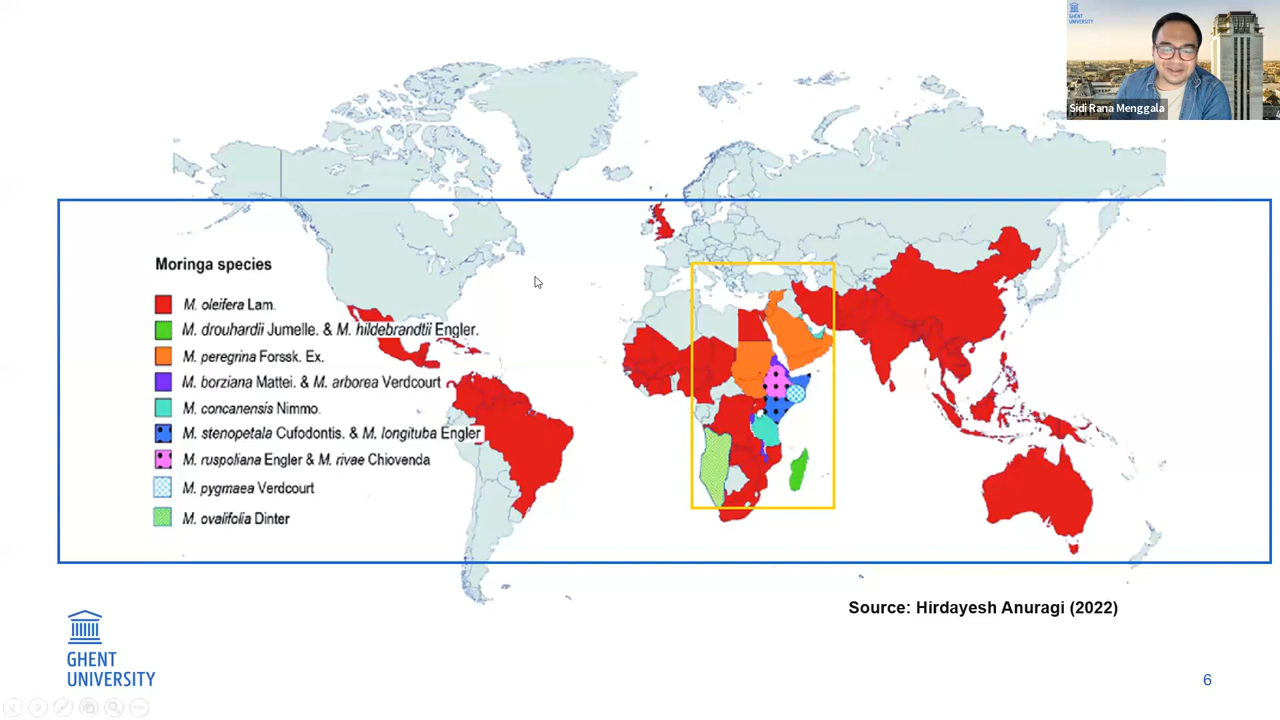 GHENT
UNIVERSITY
Sidi Rana Menggala
Moringa species
M. oleifera Lam.
M. drouhardii Jumelle. & M. hildebrandtii Engler.
M. peregrina Forssk. Ex.
M. borziana Mattei. & M. arborea Verdcourt
M. concanensis Nimmo.
M. stenopetala Cufodontis. & M. longituba Engler
M. ruspoliana Engler & M. rivae Chiovenda
M. pygmaea Verdcourt
M. ovalifolia Dinter
Source: Hirdayesh Anuragi (2022)
GHENT
UNIVERSITY
6